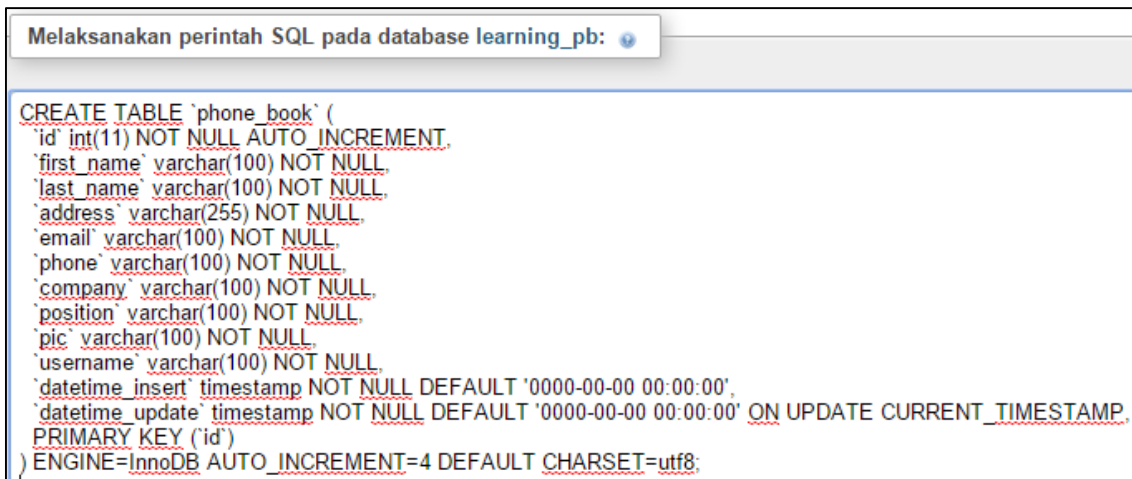 Melaksanakan perintah SQL pada database learning_pb:
CREATE TABLE `phone_book` (
`id` int(11) NOT NULL AUTO_INCREMENT,
`first_name` varchar(100) NOT NULL,
`last_name` varchar(100) NOT NULL,
`address` varchar(255) NOT NULL,
`email` varchar(100) NOT NULL,
`phone` varchar(100) NOT NULL,
`company` varchar(100) NOT NULL,
`position` varchar(100) NOT NULL,
`pic` varchar(100) NOT NULL,
`username` varchar(100) NOT NULL,
`datetime_insert` timestamp NOT NULL DEFAULT '0000-00-00 00:00:00',
`datetime_update` timestamp NOT NULL DEFAULT '0000-00-00 00:00:00' ON UPDATE CURRENT_TIMESTAMP,
PRIMARY KEY (`id`)
) ENGINE=InnoDB AUTO_INCREMENT=4 DEFAULT CHARSET=utf8;